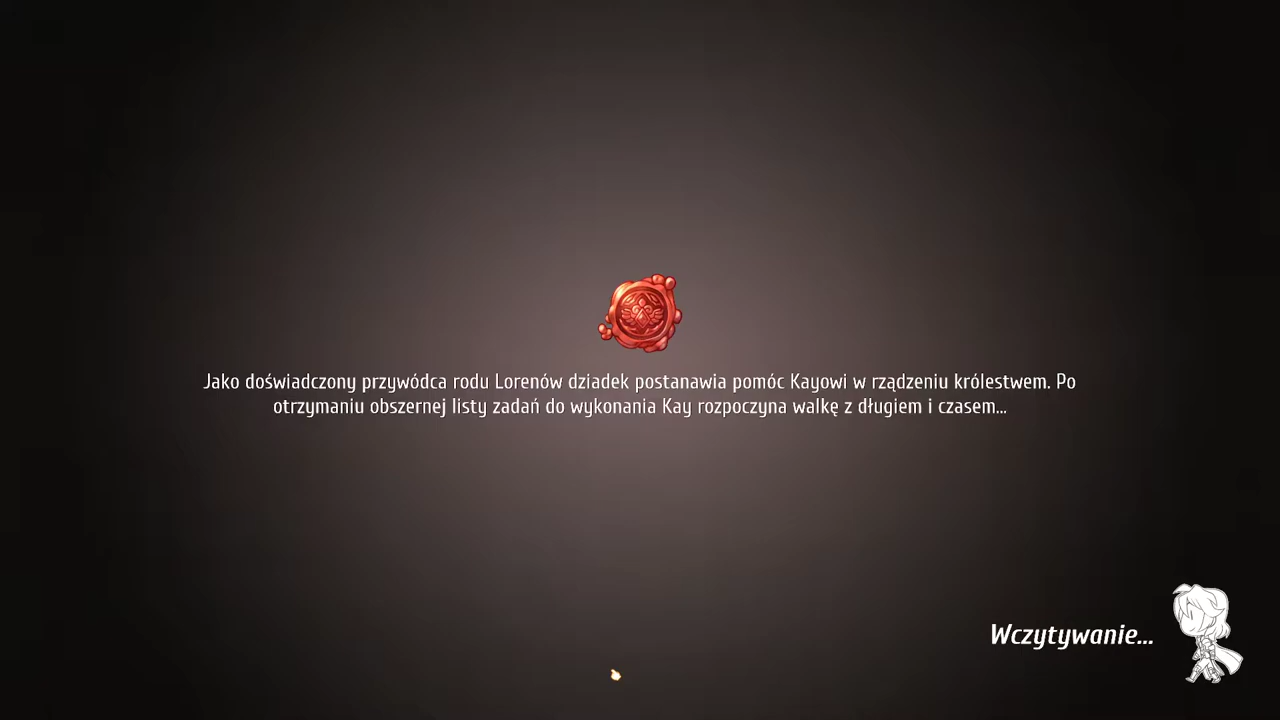 Jako doświadczony przywódca rodu Lorenów dziadek postanawia pomóc Kayowi w rządzeniu królestwem. Po
otrzymaniu obszernej listy zadań do wykonania Kay rozpoczyna walkę z długiem i czasem...
Wczytywanie...